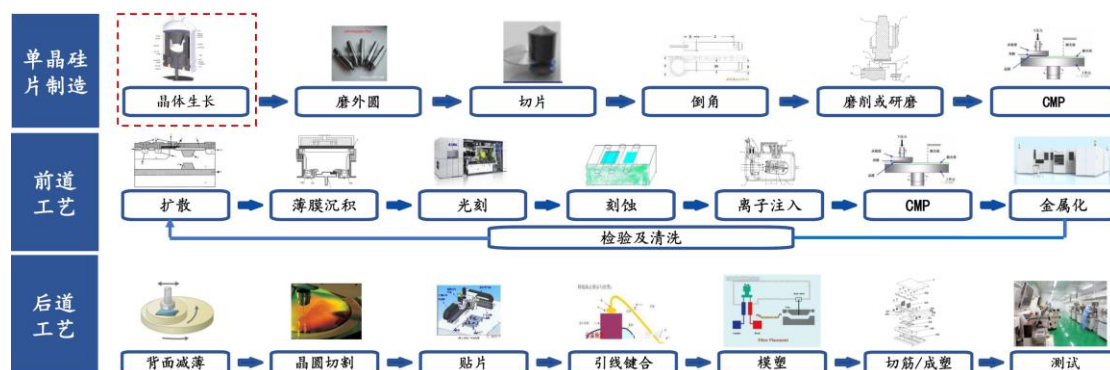 单晶硅
片制造
晶体生长
磨外圆
切片
倒角
磨削或研磨
CMP
前道
工艺
扩散
薄膜沉积
光刻
刻蚀
离子注入
CMP
金属化
检验及清洗
后道
工艺
背面减薄
晶圆切割
贴片
引线键合
模塑
切筋/成塑
测试